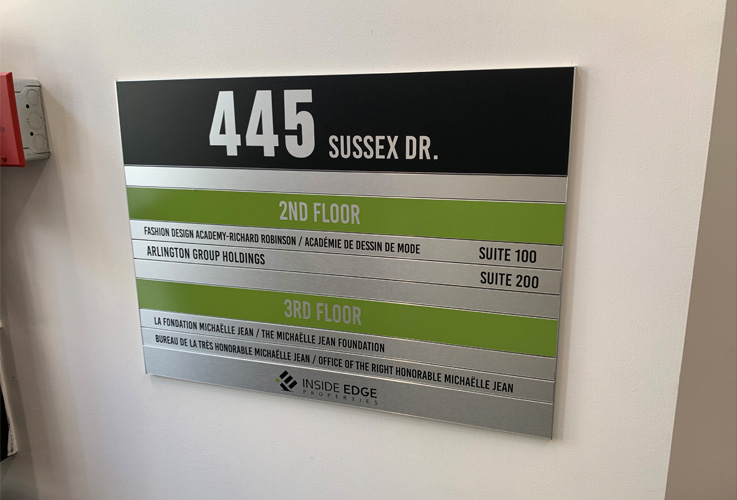 445 SUSSEX DR.
2ND FLOOR
FASHION DESIGN ACADEMY-RICHARD ROBINSON / ACADÉMIE DE DESSIN DE MODE SUITE 100
ARLINGTON GROUP HOLDINGS SUITE 200
3RD FLOOR
LA FONDATION MICHAËLLE JEAN / THE MICHAËLLE JEAN FOUNDATION
BUREAU DE LA TRÈS HONORABLE MICHAËLLE JEAN / OFFICE OF THE RIGHT HONORABLE MICHAËLLE JEAN
INSIDE EDGE
PROPERTIES